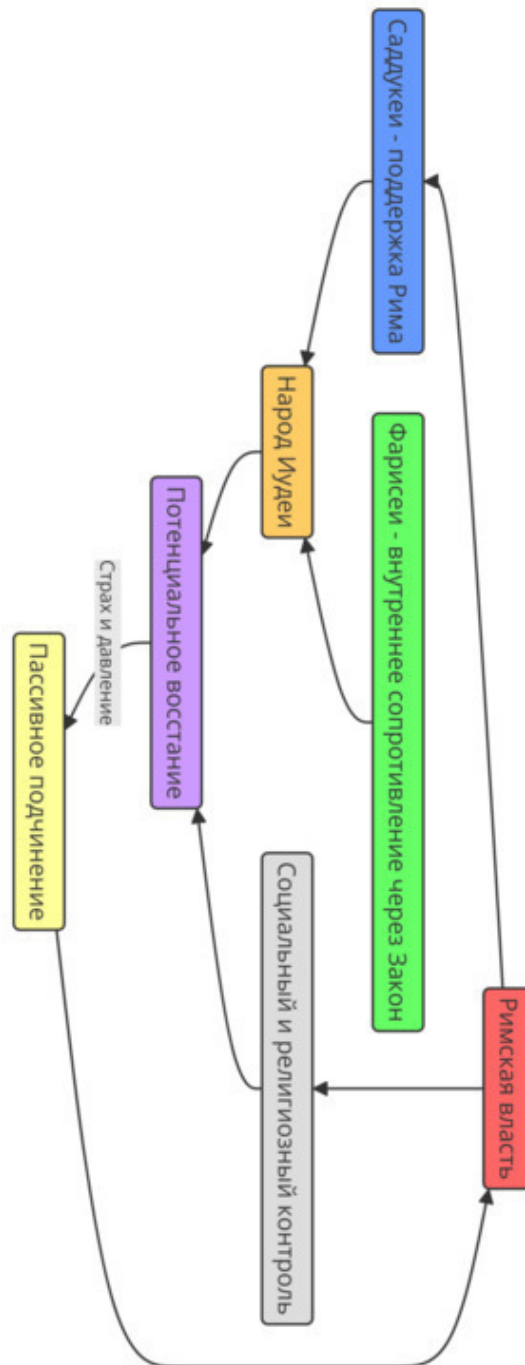 Римская власть
Саддукеи - поддержка Рима
Фарисеи - внутреннее сопротивление через Закон
Народ Иудеи
Социальный и религиозный контроль
Потенциальное восстание
Страх и давление
Пассивное подчинение